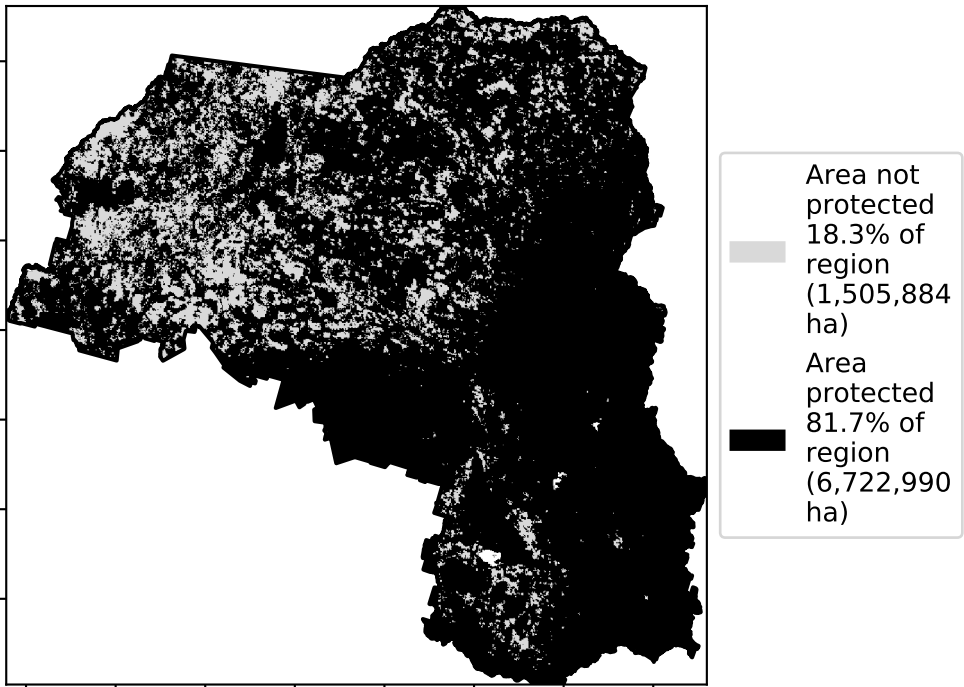 Area not
protected
18.3% of
region
(1,505,884
ha)
Area
protected
81.7% of
region
(6,722,990
ha)